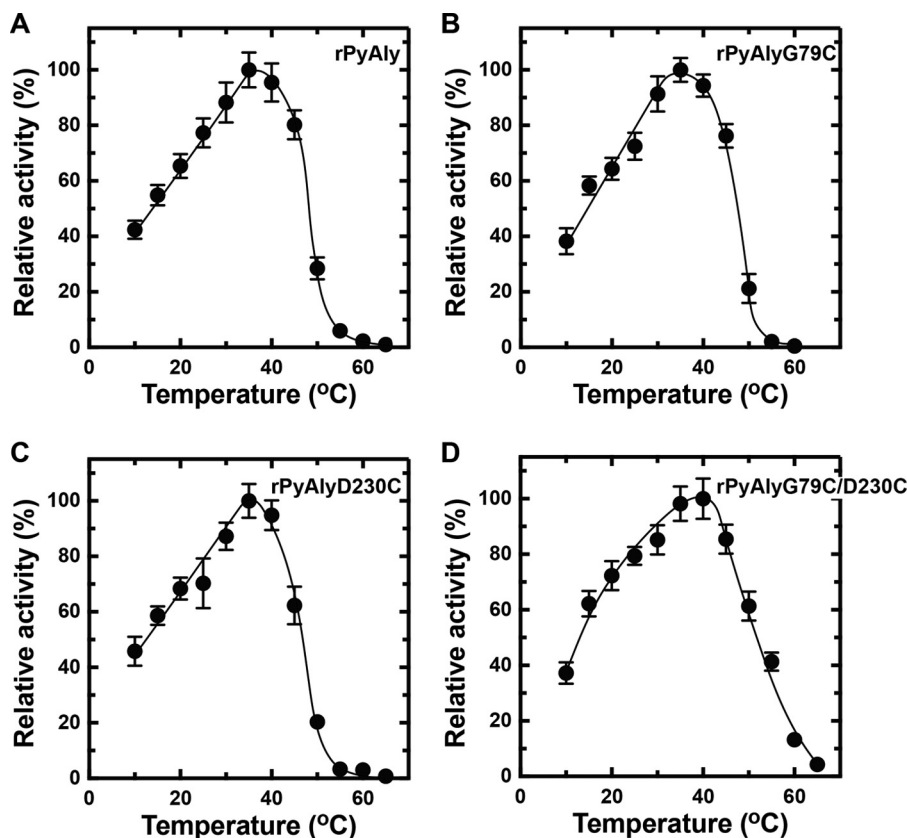 A
rPyAly
Relative activity (%)
100
80
60
40
20
0
0 20 40 60
Temperature (°C)
B
rPyAlyG79C
Relative activity (%)
100
80
60
40
20
0
0 20 40 60
Temperature (°C)
C
rPyAlyD230C
Relative activity (%)
100
80
60
40
20
0
0 20 40 60
Temperature (°C)
D
rPyAlyG79C/D230C
Relative activity (%)
100
80
60
40
20
0
0 20 40 60
Temperature (°C)